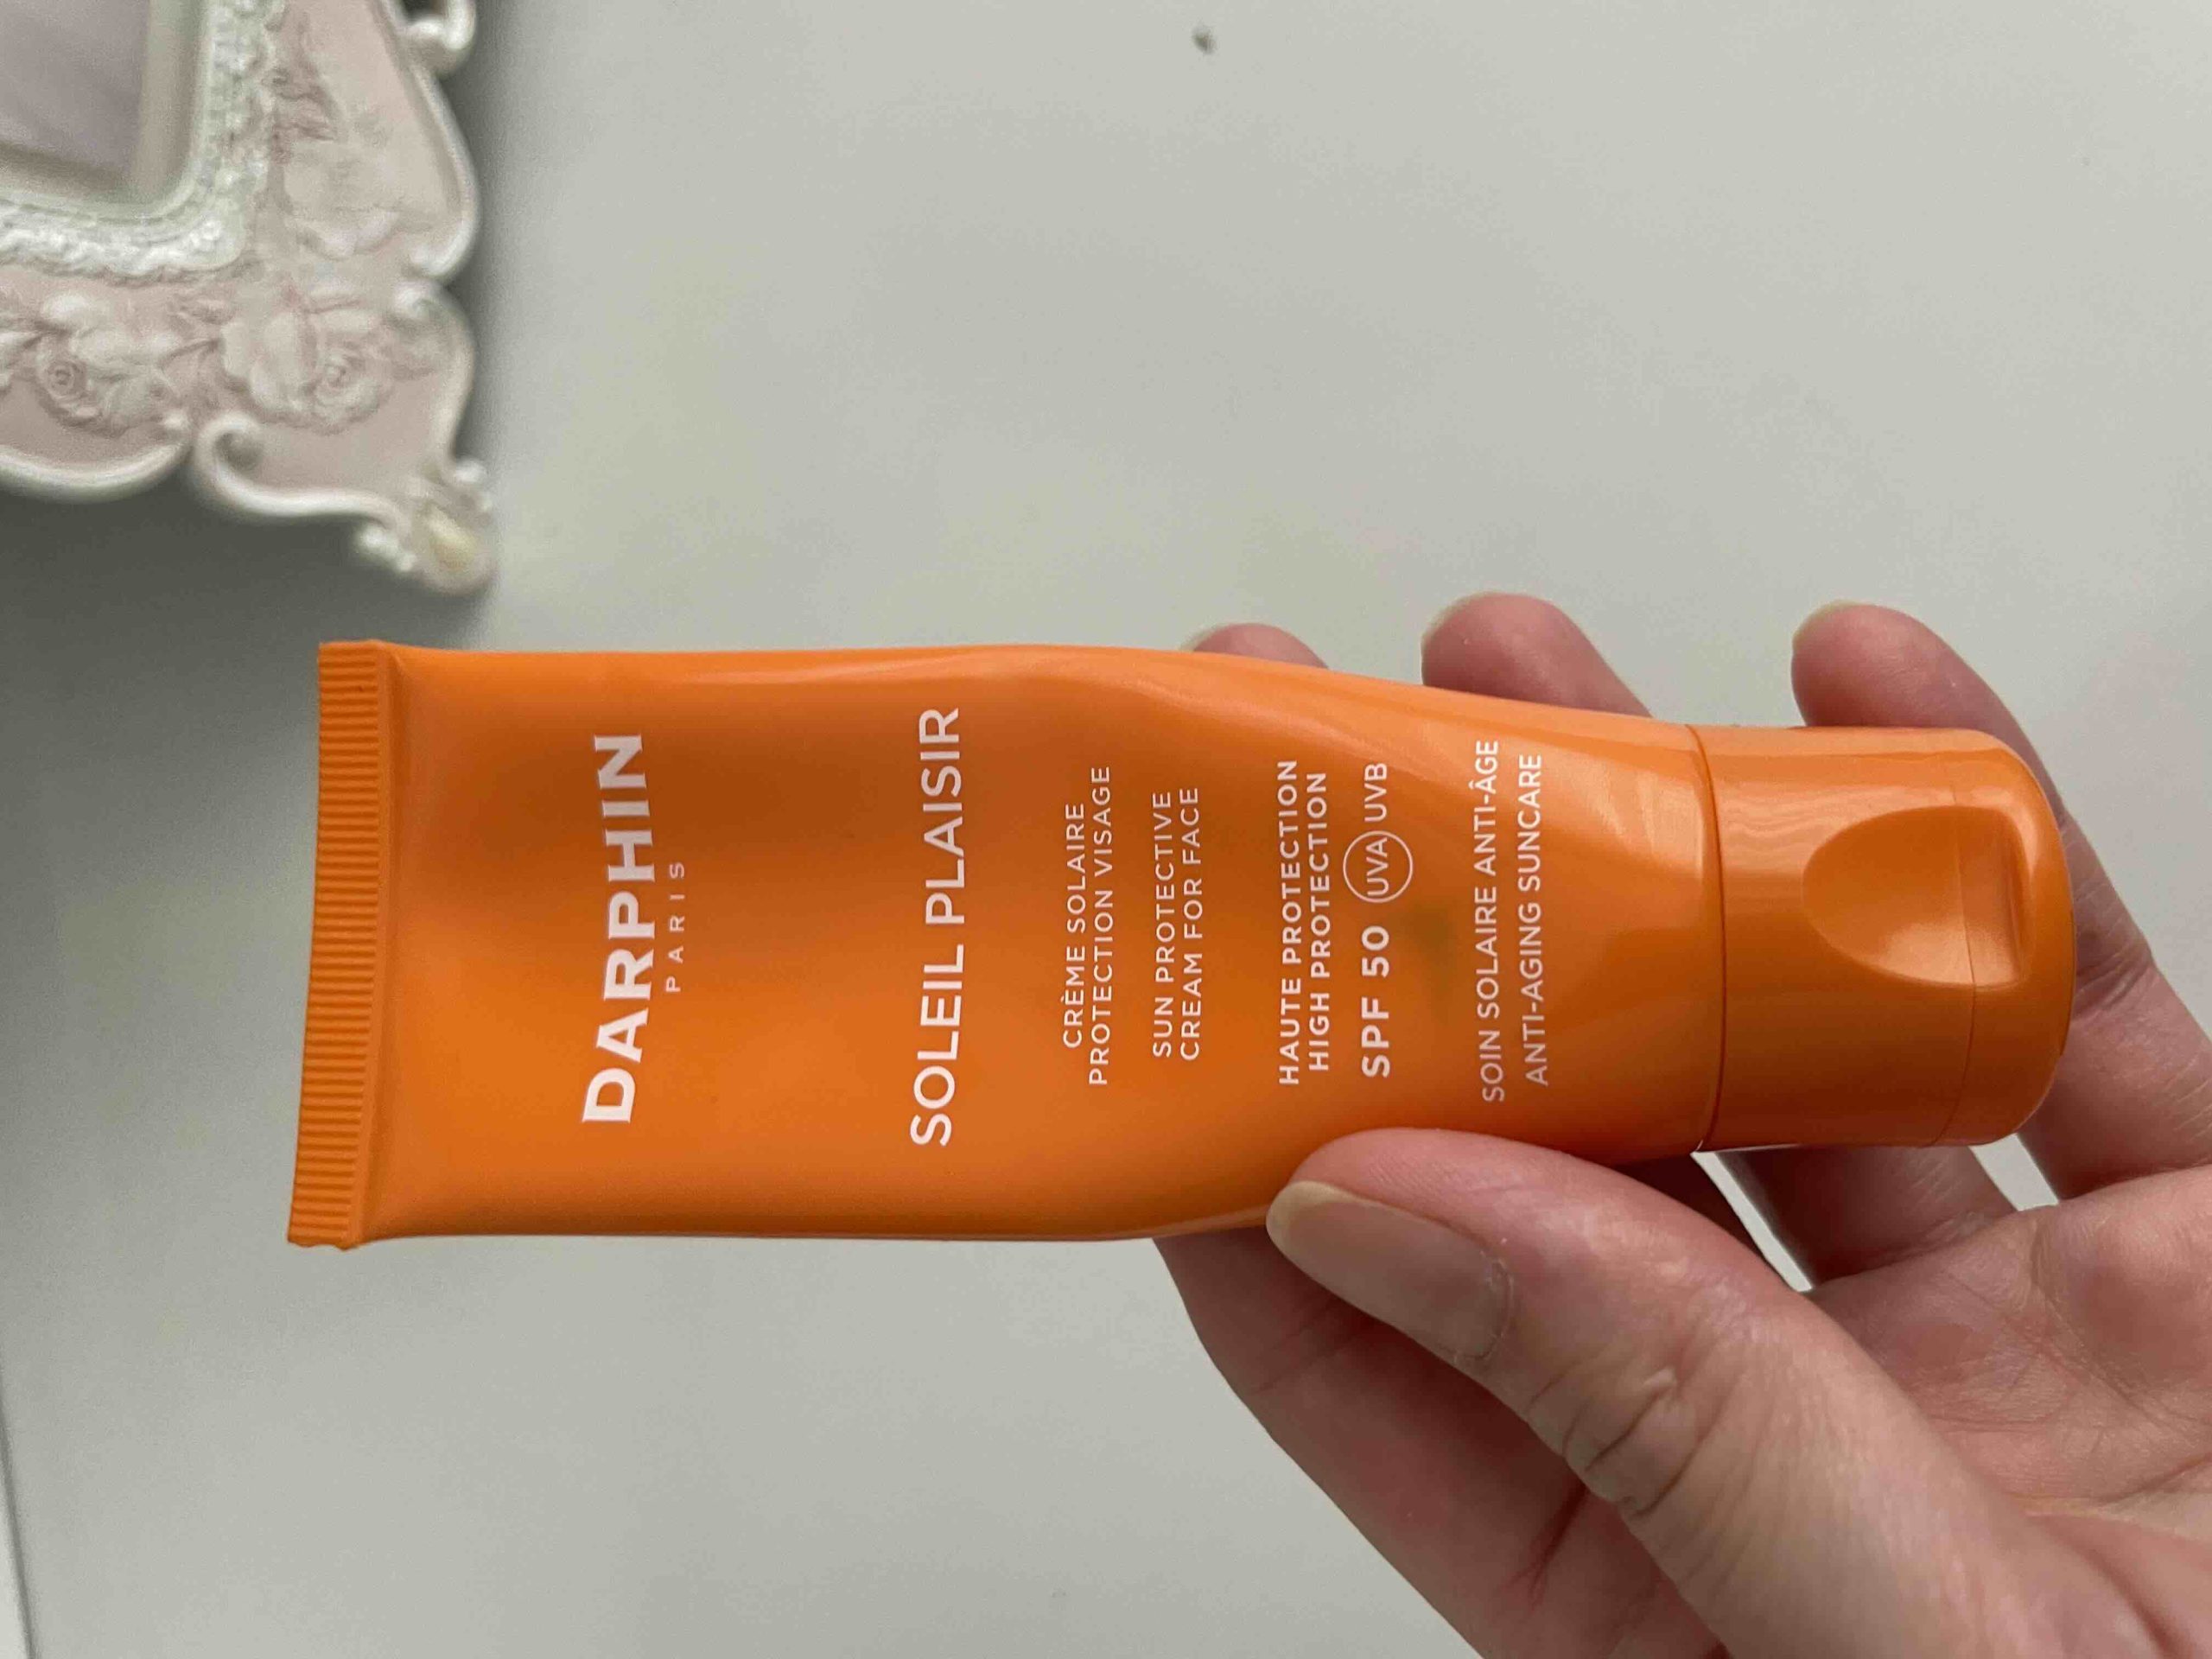 DARPHIN
PARIS
SOLEIL PLAISIR
CRÈME SOLAIRE
PROTECTION VISAGE
SUN PROTECTIVE
CREAM FOR FACE
HAUTE PROTECTION
HIGH PROTECTION
SPF 50 UVA UVB
SOIN SOLAIRE ANTI-ÂGE
ANTI-AGING SUNCARE